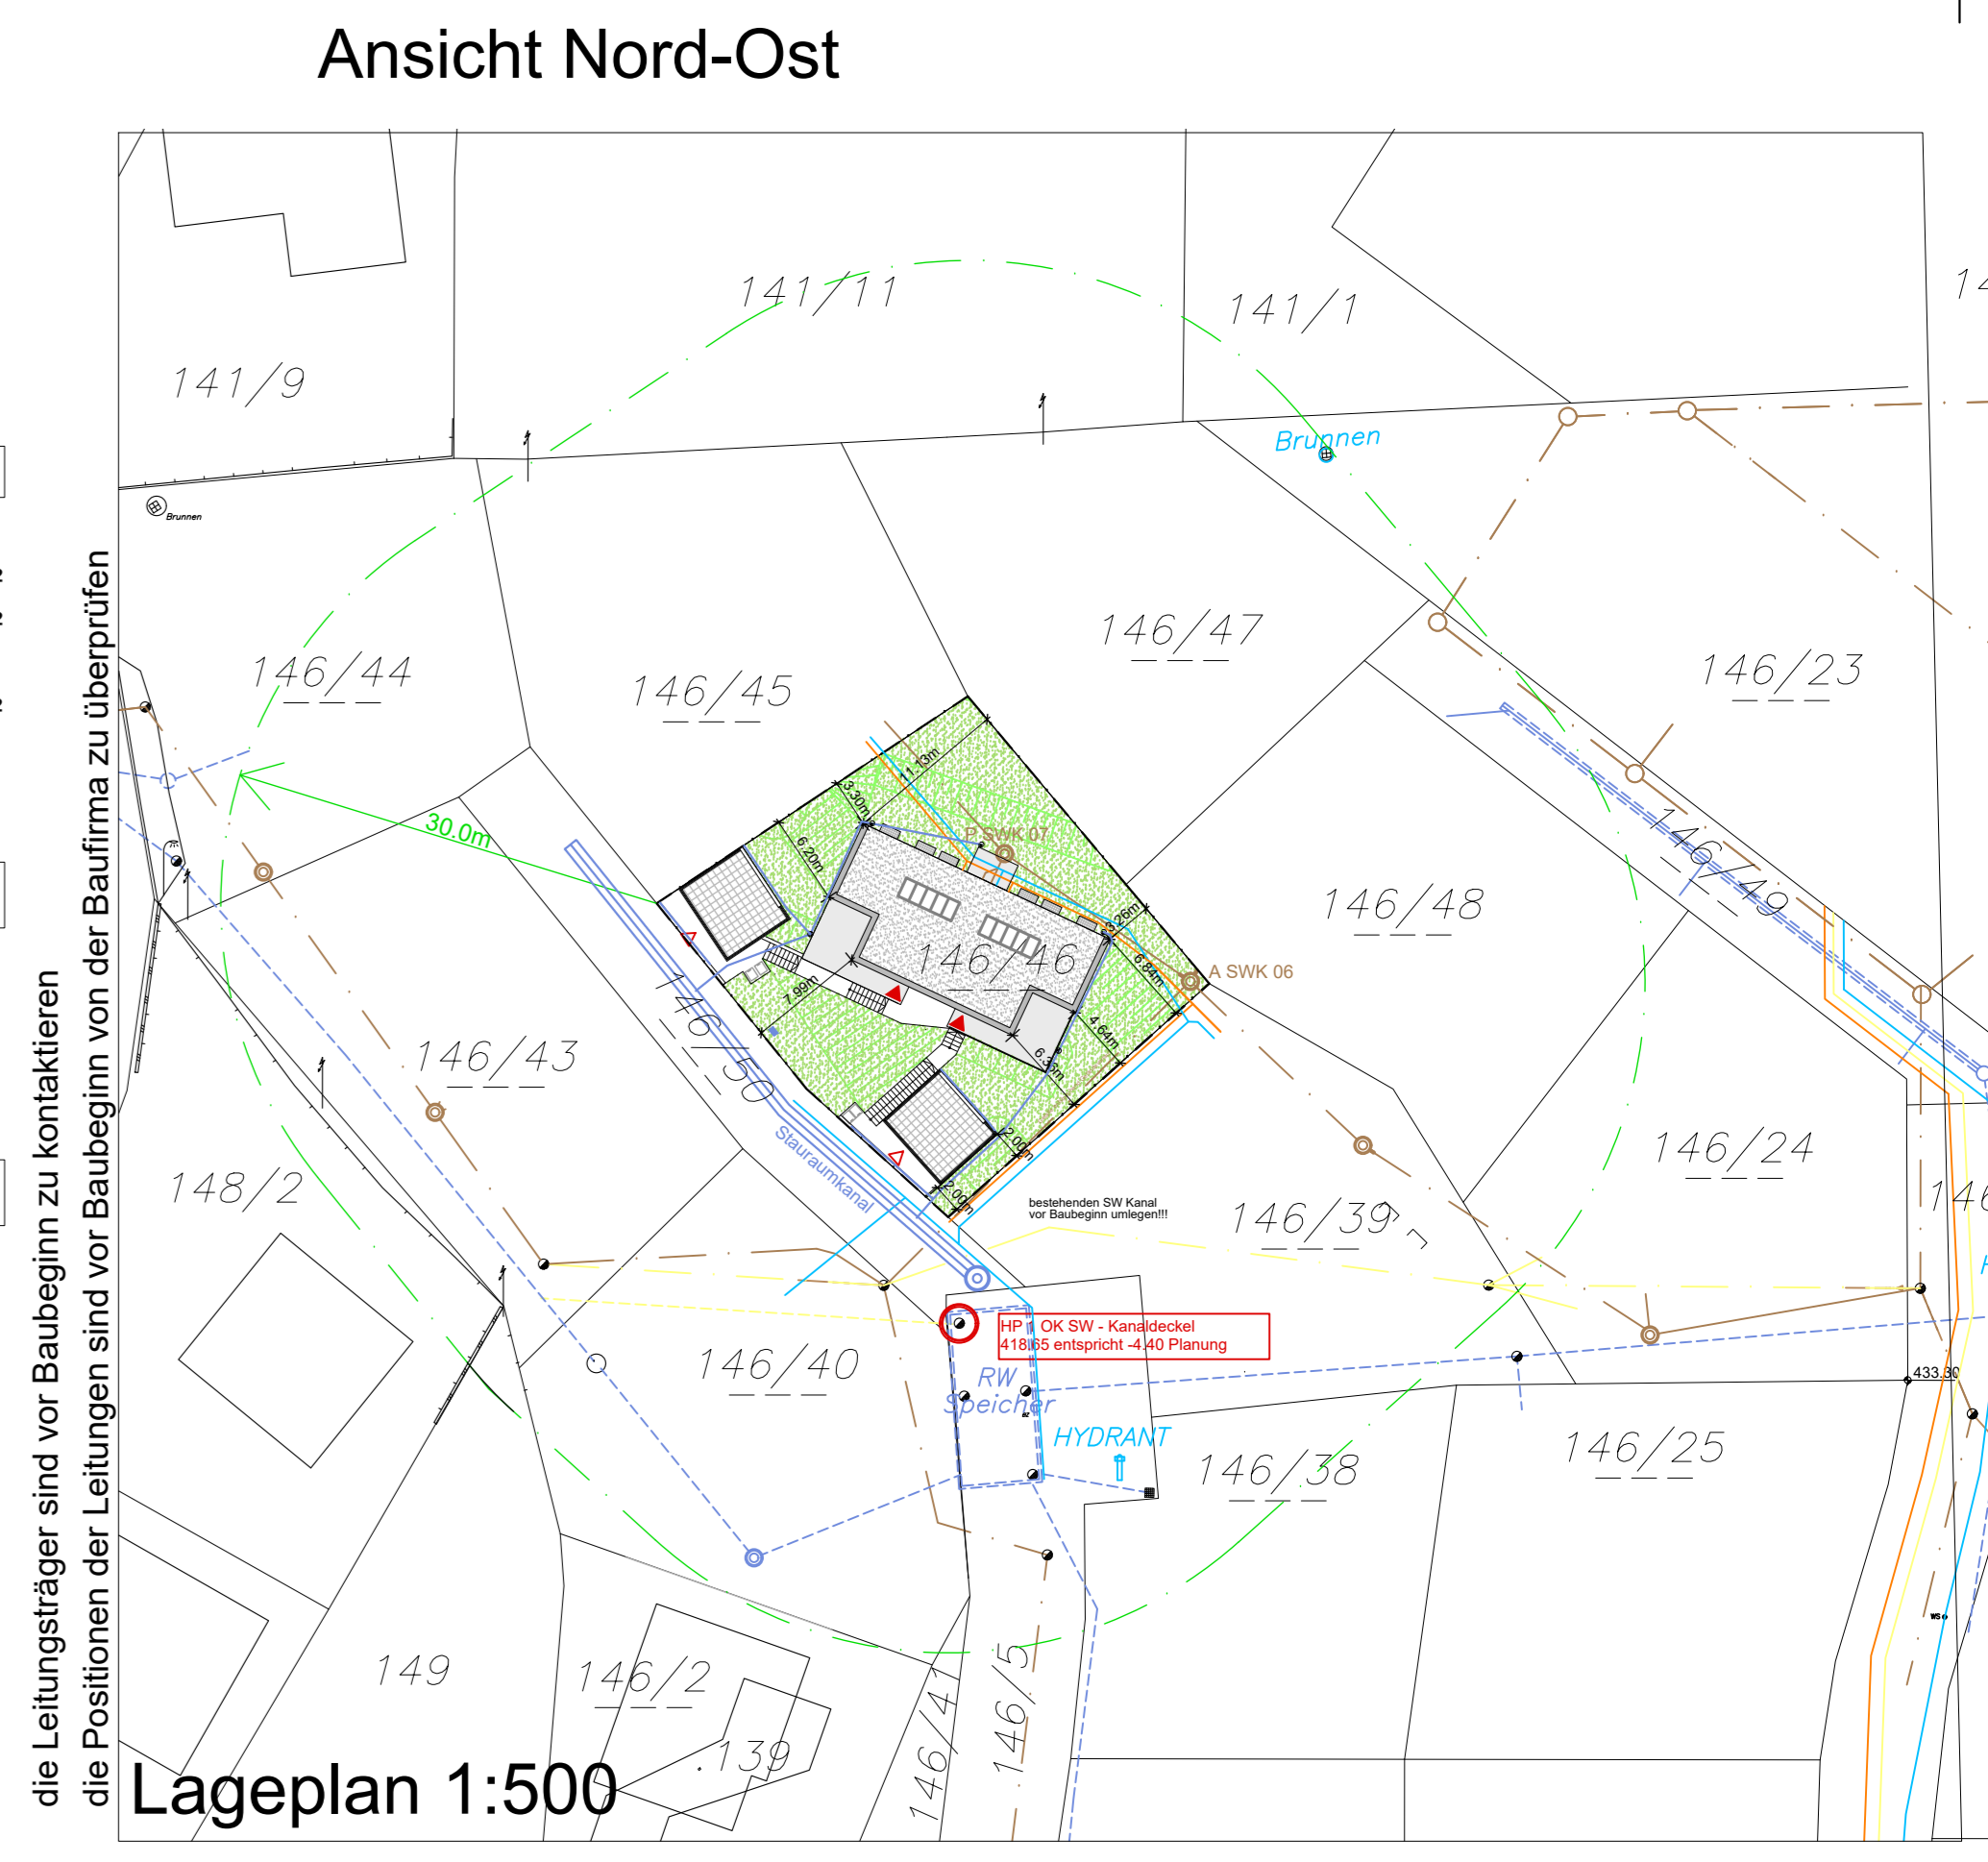 Ansicht Nord-Ost
141/11
141/1
141/9
Brunnen
Brunnen
146/47
146/44
146/45
146/23
11.13m
3.30m
30.0m
P SWK 07
6.20m
146/49
146/48
3.26m
146/46
6.84m
A SWK 06
7.99m
146/50
4.64m
146/43
6.36m
2.00m
Stauraumkanal
146/24
148/2
2.00m
bestehenden SW Kanal
vor Baubeginn umlegen!!!
146/39
HP 1 OK SW - Kanaldeckel
418.65 entspricht -4.40 Planung
146/40
RW
Speicher
433.30
HYDRANT
146/38
146/25
WS
149
146/2
146/5
146/47
.139
Lageplan 1:500
die Leitungsträger sind vor Baubeginn zu kontaktieren
die Positionen der Leitungen sind vor Baubeginn von der Baufirma zu überprüfen